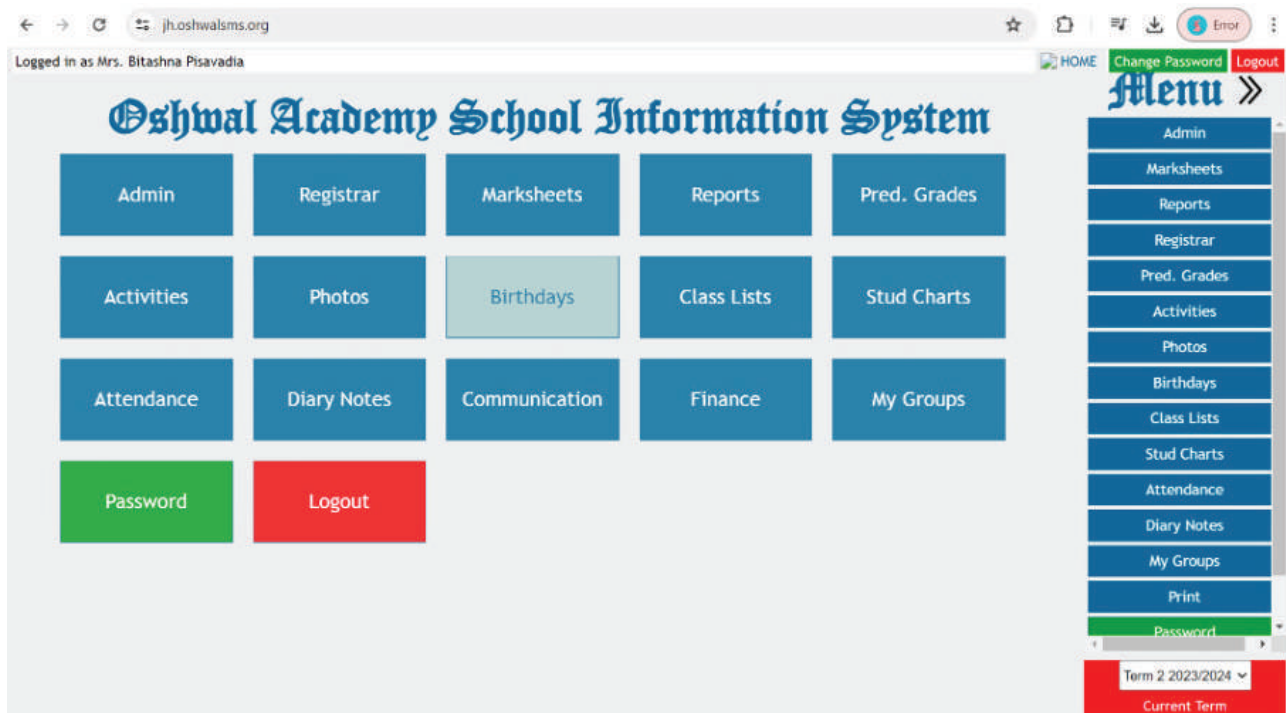 jh.oshwalsms.org
Error
Logged in as Mrs. Bitashna Pisavadia
HOME
Change Password
Logout
Oshwal Academy School Information System
Admin
Registrar
Marksheets
Reports
Pred. Grades
Activities
Photos
Birthdays
Class Lists
Stud Charts
Attendance
Diary Notes
Communication
Finance
My Groups
Password
Logout
Menu
Admin
Marksheets
Reports
Registrar
Pred. Grades
Activities
Photos
Birthdays
Class Lists
Stud Charts
Attendance
Diary Notes
My Groups
Print
Password
Term 2 2023/2024
Current Term